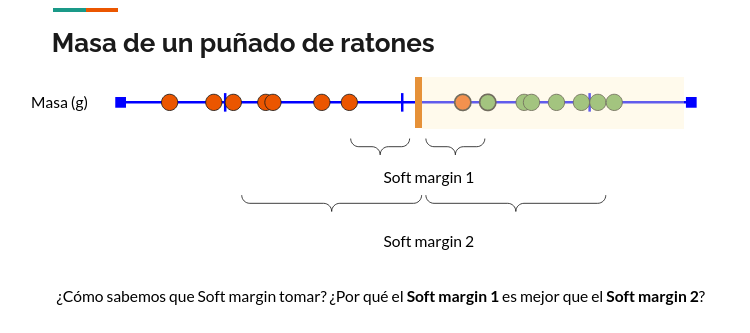 Masa de un puñado de ratones
Masa (g)
Soft margin 1
Soft margin 2
¿Cómo sabemos que Soft margin tomar? ¿Por qué el Soft margin 1 es mejor que el Soft margin 2?